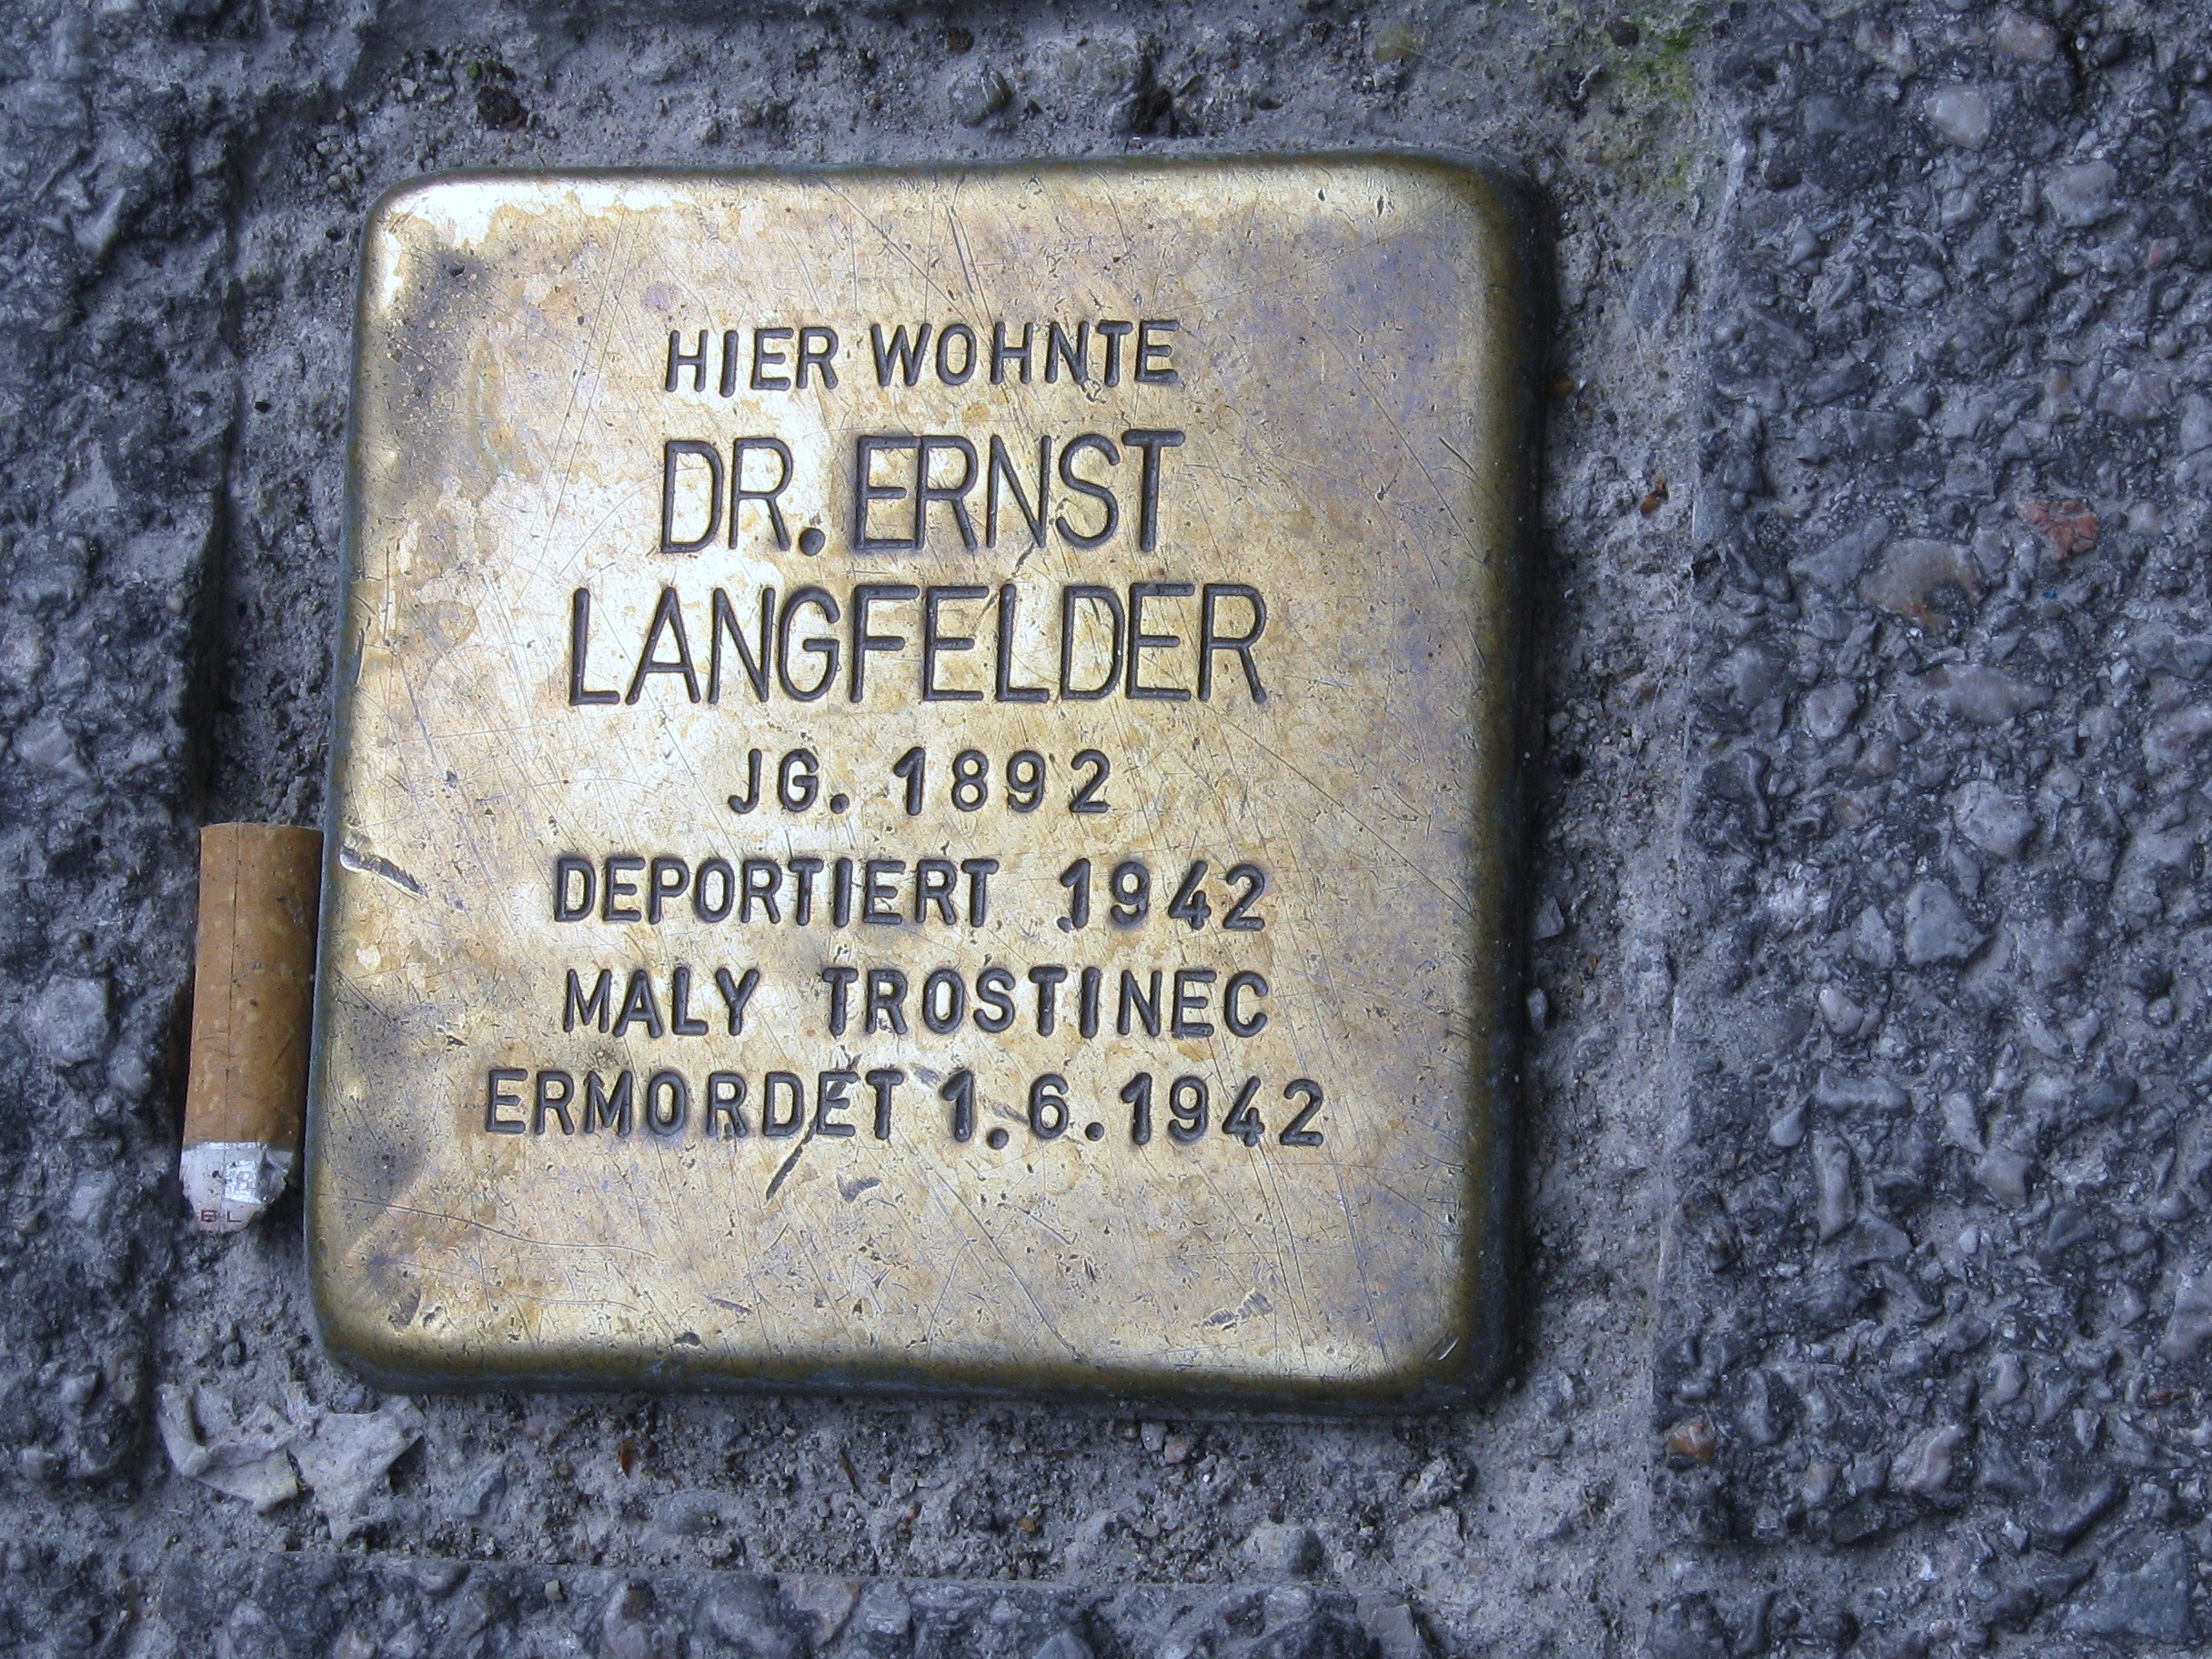 HIER WOHNTE
DR. ERNST
LANGFELDER
JG. 1892
DEPORTIERT 1942
MALY TROSTINEC
ERMORDET 1.6.1942